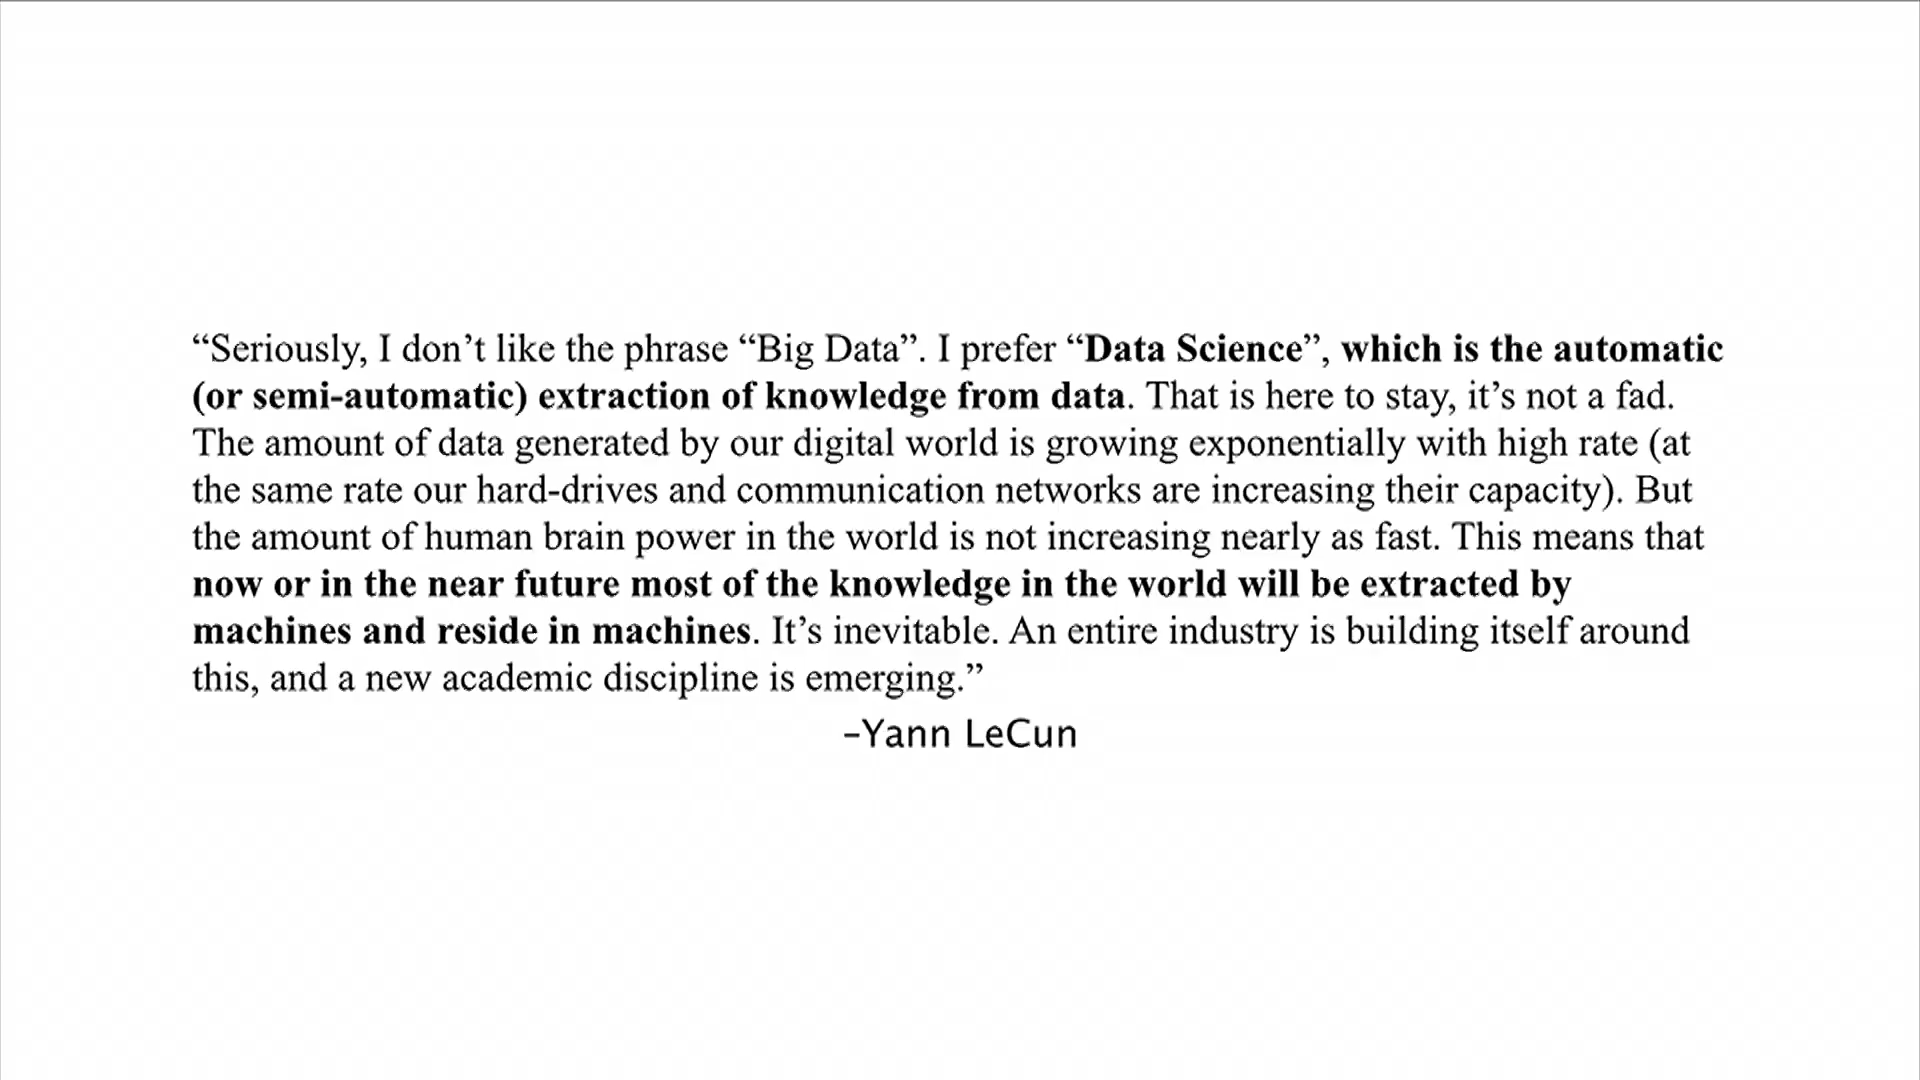 “Seriously, I don’t like the phrase “Big Data”. I prefer “Data Science”, which is the automatic
(or semi-automatic) extraction of knowledge from data. That is here to stay, it’s not a fad.
The amount of data generated by our digital world is growing exponentially with high rate (at
the same rate our hard-drives and communication networks are increasing their capacity). But
the amount of human brain power in the world is not increasing nearly as fast. This means that
now or in the near future most of the knowledge in the world will be extracted by
machines and reside in machines. It’s inevitable. An entire industry is building itself around
this, and a new academic discipline is emerging.”
–Yann LeCun